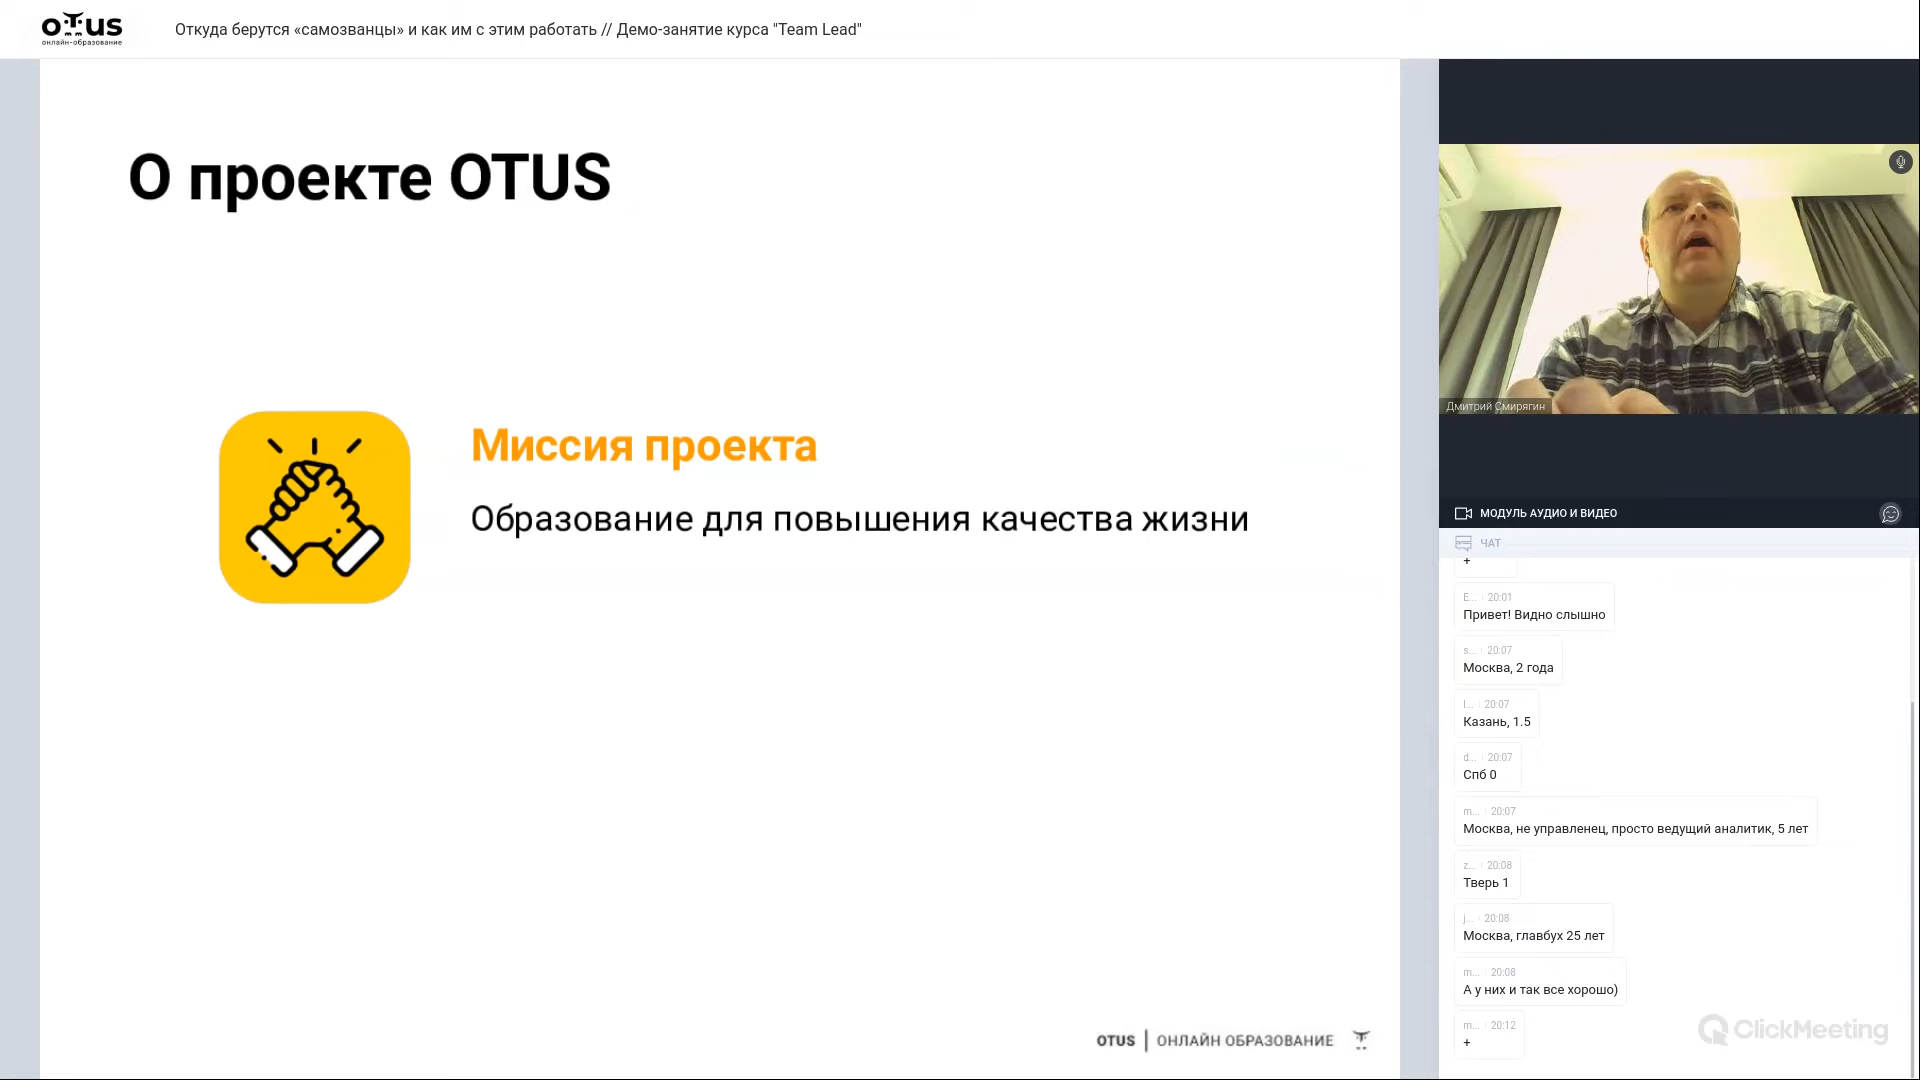 OTUS
онлайн-образование
Откуда берутся «самозванцы» и как им с этим работать // Демо-занятие курса "Team Lead"
О проекте OTUS
Миссия проекта
Образование для повышения качества жизни
OTUS | ОНЛАЙН ОБРАЗОВАНИЕ
Дмитрий Смирягин
МОДУЛЬ АУДИО И ВИДЕО
ЧАТ
+
E... 20:01
Привет! Видно слышно
s... 20:07
Москва, 2 года
l... 20:07
Казань, 1.5
d... 20:07
Спб 0
m... 20:07
Москва, не управленец, просто ведущий аналитик, 5 лет
z... 20:08
Тверь 1
j... 20:08
Москва, главбух 25 лет
m... 20:08
А у них и так все хорошо)
m... 20:12
+
ClickMeeting